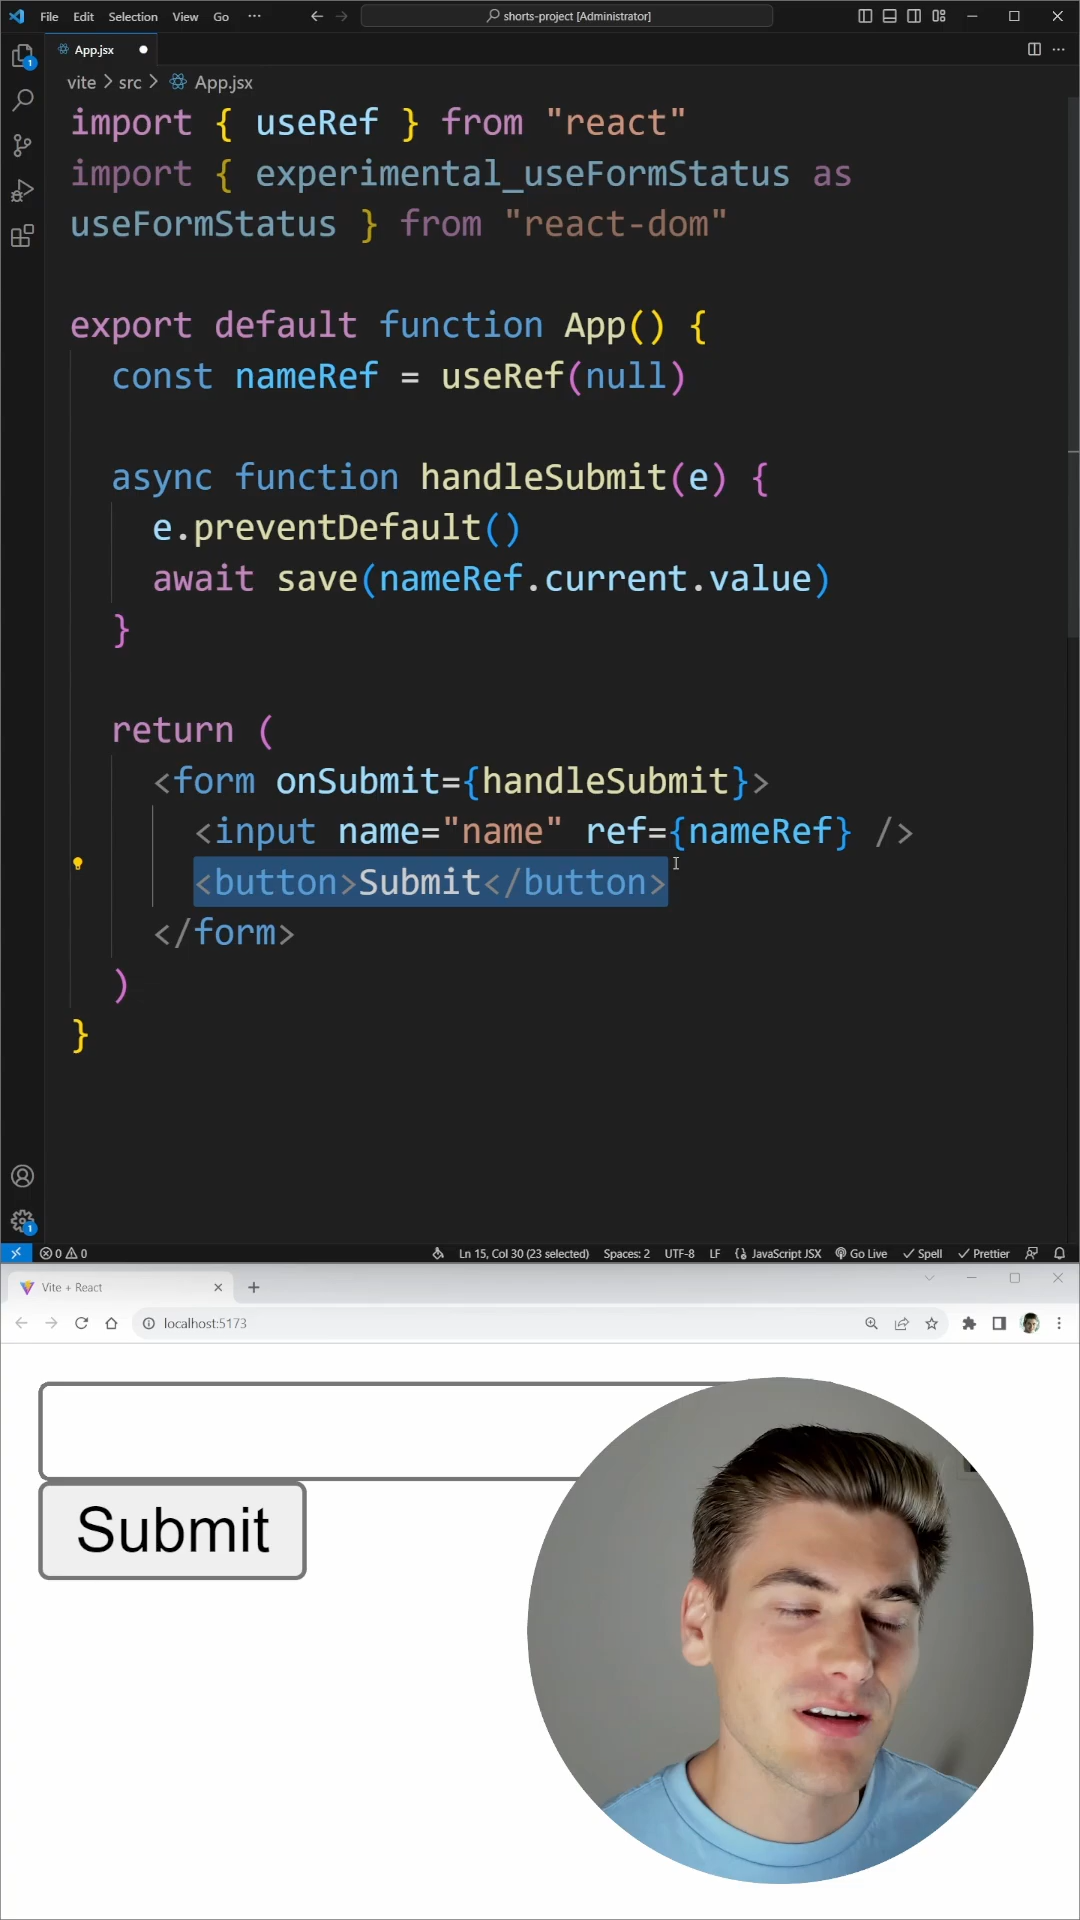 File Edit Selection View Go ··· shorts-project [Administrator]
App.jsx
vite > src > App.jsx
import { useRef } from "react"
import { experimental_useFormStatus as
useFormStatus } from "react-dom"
export default function App() {
const nameRef = useRef(null)
async function handleSubmit(e) {
e.preventDefault()
await save(nameRef.current.value)
}
return (
<form onSubmit={handleSubmit}>
<input name="name" ref={nameRef} />
<button>Submit</button>
</form>
)
}
0 0 Ln 15, Col 30 (23 selected) Spaces: 2 UTF-8 LF JavaScript JSX Go Live Spell Prettier
Vite + React
localhost:5173
Submit